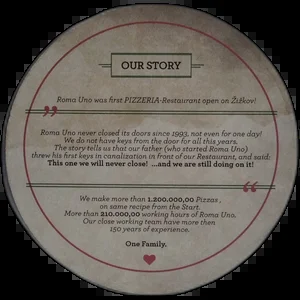 OUR STORY
Roma Uno was first PIZZERIA-Restaurant open on Žižkov!
Roma Uno never closed its doors since 1993, not even for one day!
We do not have keys from the door for all this years.
The story tells us that our father (who started Roma Uno)
threw his first keys in canalization in front of our Restaurant, and said:
This one we will never close! ...and we are still doing it!
We make more than 1.200.000,00 Pizzas,
on same recipe from the Start.
More than 210.000,00 working hours of Roma Uno.
Our close working team have more then
150 years of experience.
One Family.